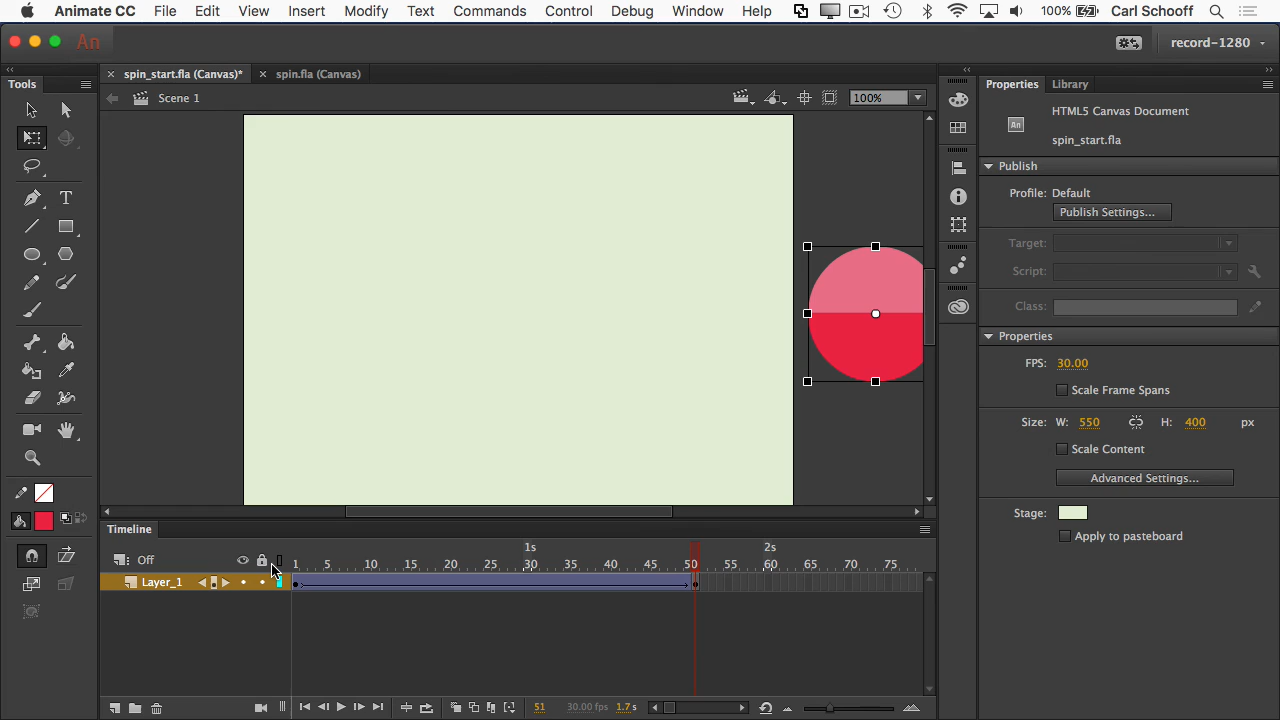 Animate CC File Edit View Insert Modify Text Commands Control Debug Window Help 100% Carl Schooff
An record-1280
Tools spin_start.fla (Canvas)* spin.fla (Canvas) Properties Library
Scene 1 100%
HTML5 Canvas Document
An
spin_start.fla
Publish
Profile: Default
Publish Settings...
Target:
Script:
Class:
Properties
FPS: 30.00
Scale Frame Spans
Size: W: 550 H: 400 px
Scale Content
Advanced Settings...
Stage:
Apply to pasteboard
Timeline
1s 2s
Off 1 5 10 15 20 25 30 35 40 45 50 55 60 65 70 75
Layer_1
51 30.00 fps 1.7 s